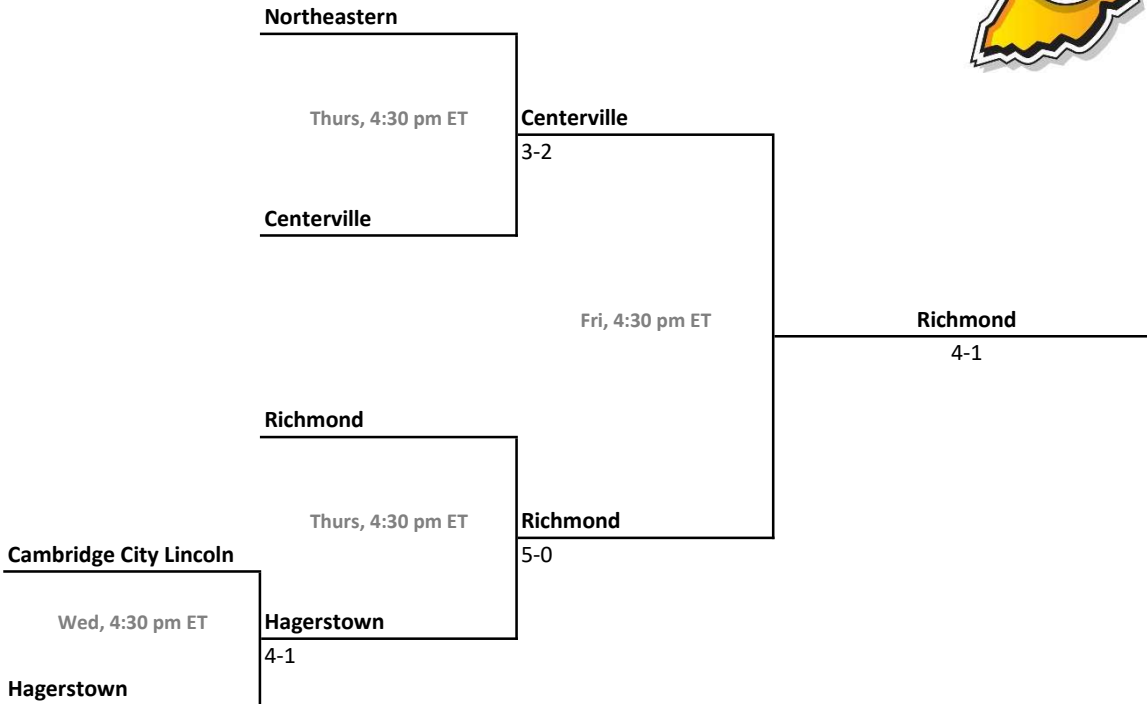 Northeastern
Thurs, 4:30 pm ET
Centerville
3-2
Centerville
Fri, 4:30 pm ET
Richmond
4-1
Richmond
Thurs, 4:30 pm ET
Richmond
5-0
Cambridge City Lincoln
Wed, 4:30 pm ET
Hagerstown
4-1
Hagerstown